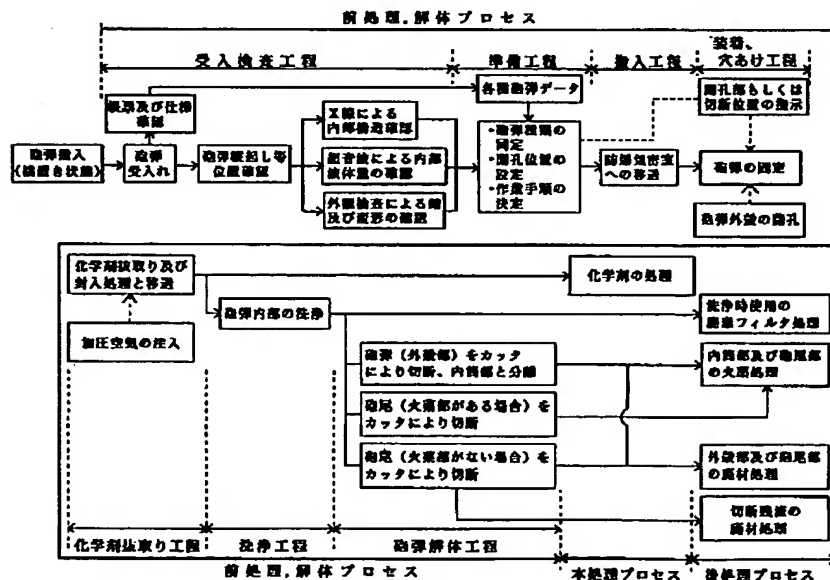 前処理，解体プロセス
受入検査工程
準備工程
搬入工程
装着、
穴あけ工程
履歴及び仕様
確認
各種砲弾データ
開孔部もしくは
切断位置の指示
X線による
内部構造確認
砲弾搬入
(横置き状態)
砲弾
受入れ
砲弾縦起し等
位置確認
超音波による内部
液体量の確認
外観検査による錆
及び変形の確認
・砲弾種類の
同定
・開孔位置の
設定
・作業手順の
決定
防爆気密室
への移送
砲弾の固定
砲弾外殻の開孔
化学剤抜取り及び
封入処理と移送
化学剤の処理
加圧空気の注入
砲弾内部の洗浄
洗浄時使用の
廃棄フィルタ処理
砲弾（外殻部）をカッタ
により切断、内筒部と分離
内筒部及び砲尾部
の火薬処理
砲尾（火薬部がある場合）を
カッタにより切断
砲尾（火薬部がない場合）を
カッタにより切断
外殻部及び砲尾部
の廃材処理
切断残渣の
廃材処理
化学剤抜取り工程
洗浄工程
砲弾解体工程
前処理，解体プロセス
本処理プロセス
後処理プロセス